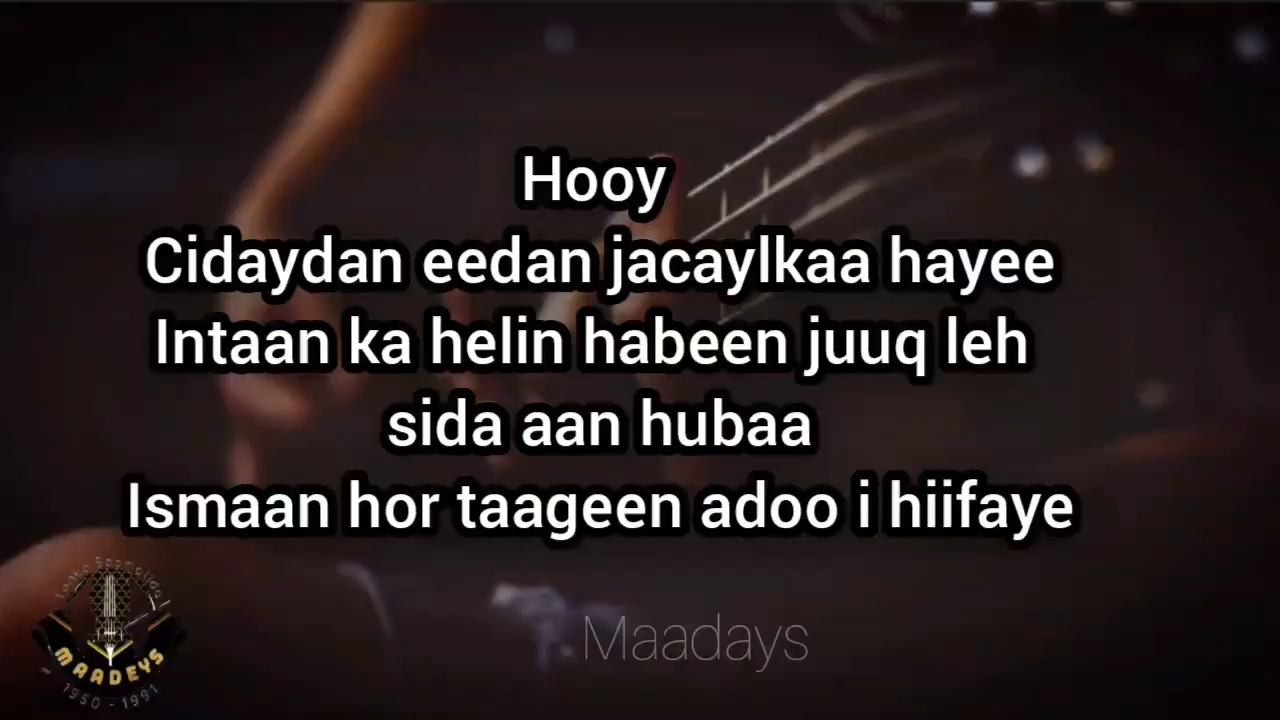 Hooy
Cidaydan eedan jacaylkaa hayee
Intaan ka helin habeen juuq leh
sida aan hubaa
Ismaan hor taageen adoo i hiifaye
Maadays
MAADEYS
1950 - 1991